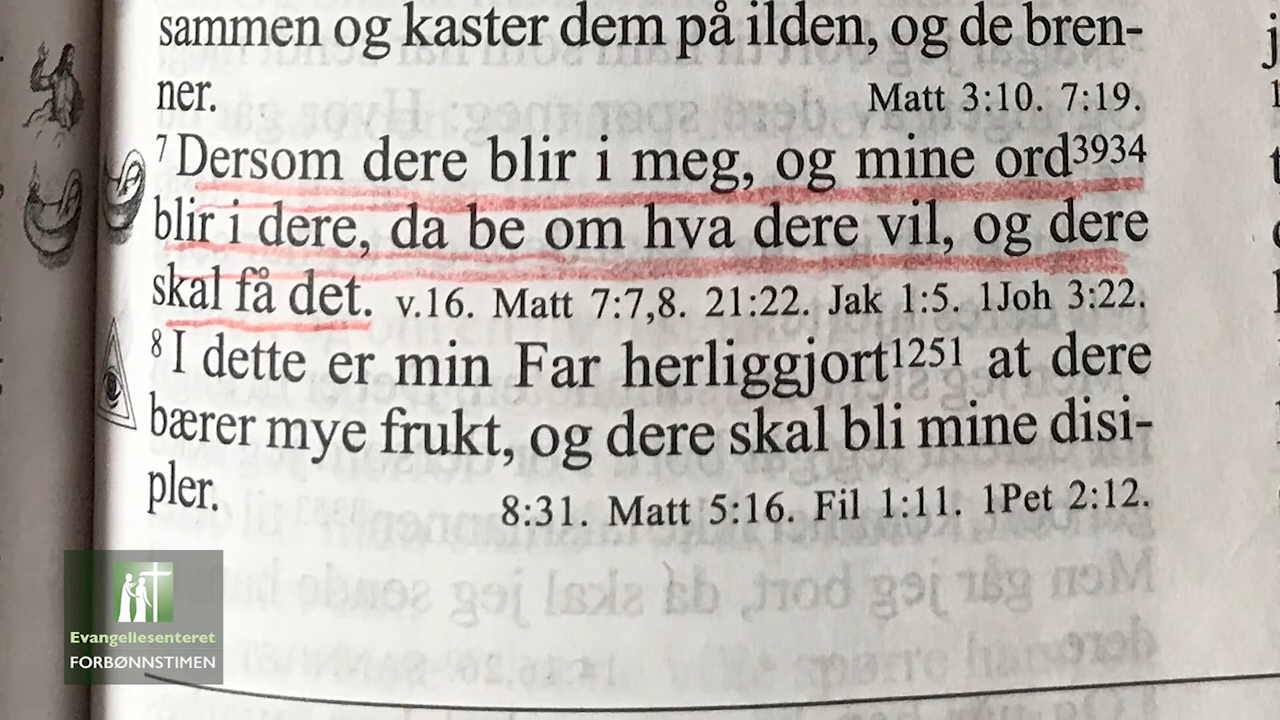 sammen og kaster dem på ilden, og de bren-
ner. Matt 3:10. 7:19.
7 Dersom dere blir i meg, og mine ord3934
blir i dere, da be om hva dere vil, og dere
skal få det. v.16. Matt 7:7,8. 21:22. Jak 1:5. 1Joh 3:22.
8 I dette er min Far herliggjort1251 at dere
bærer mye frukt, og dere skal bli mine disi-
pler. 8:31. Matt 5:16. Fil 1:11. 1Pet 2:12.
Evangeliesenteret
FORBØNNSTIMEN